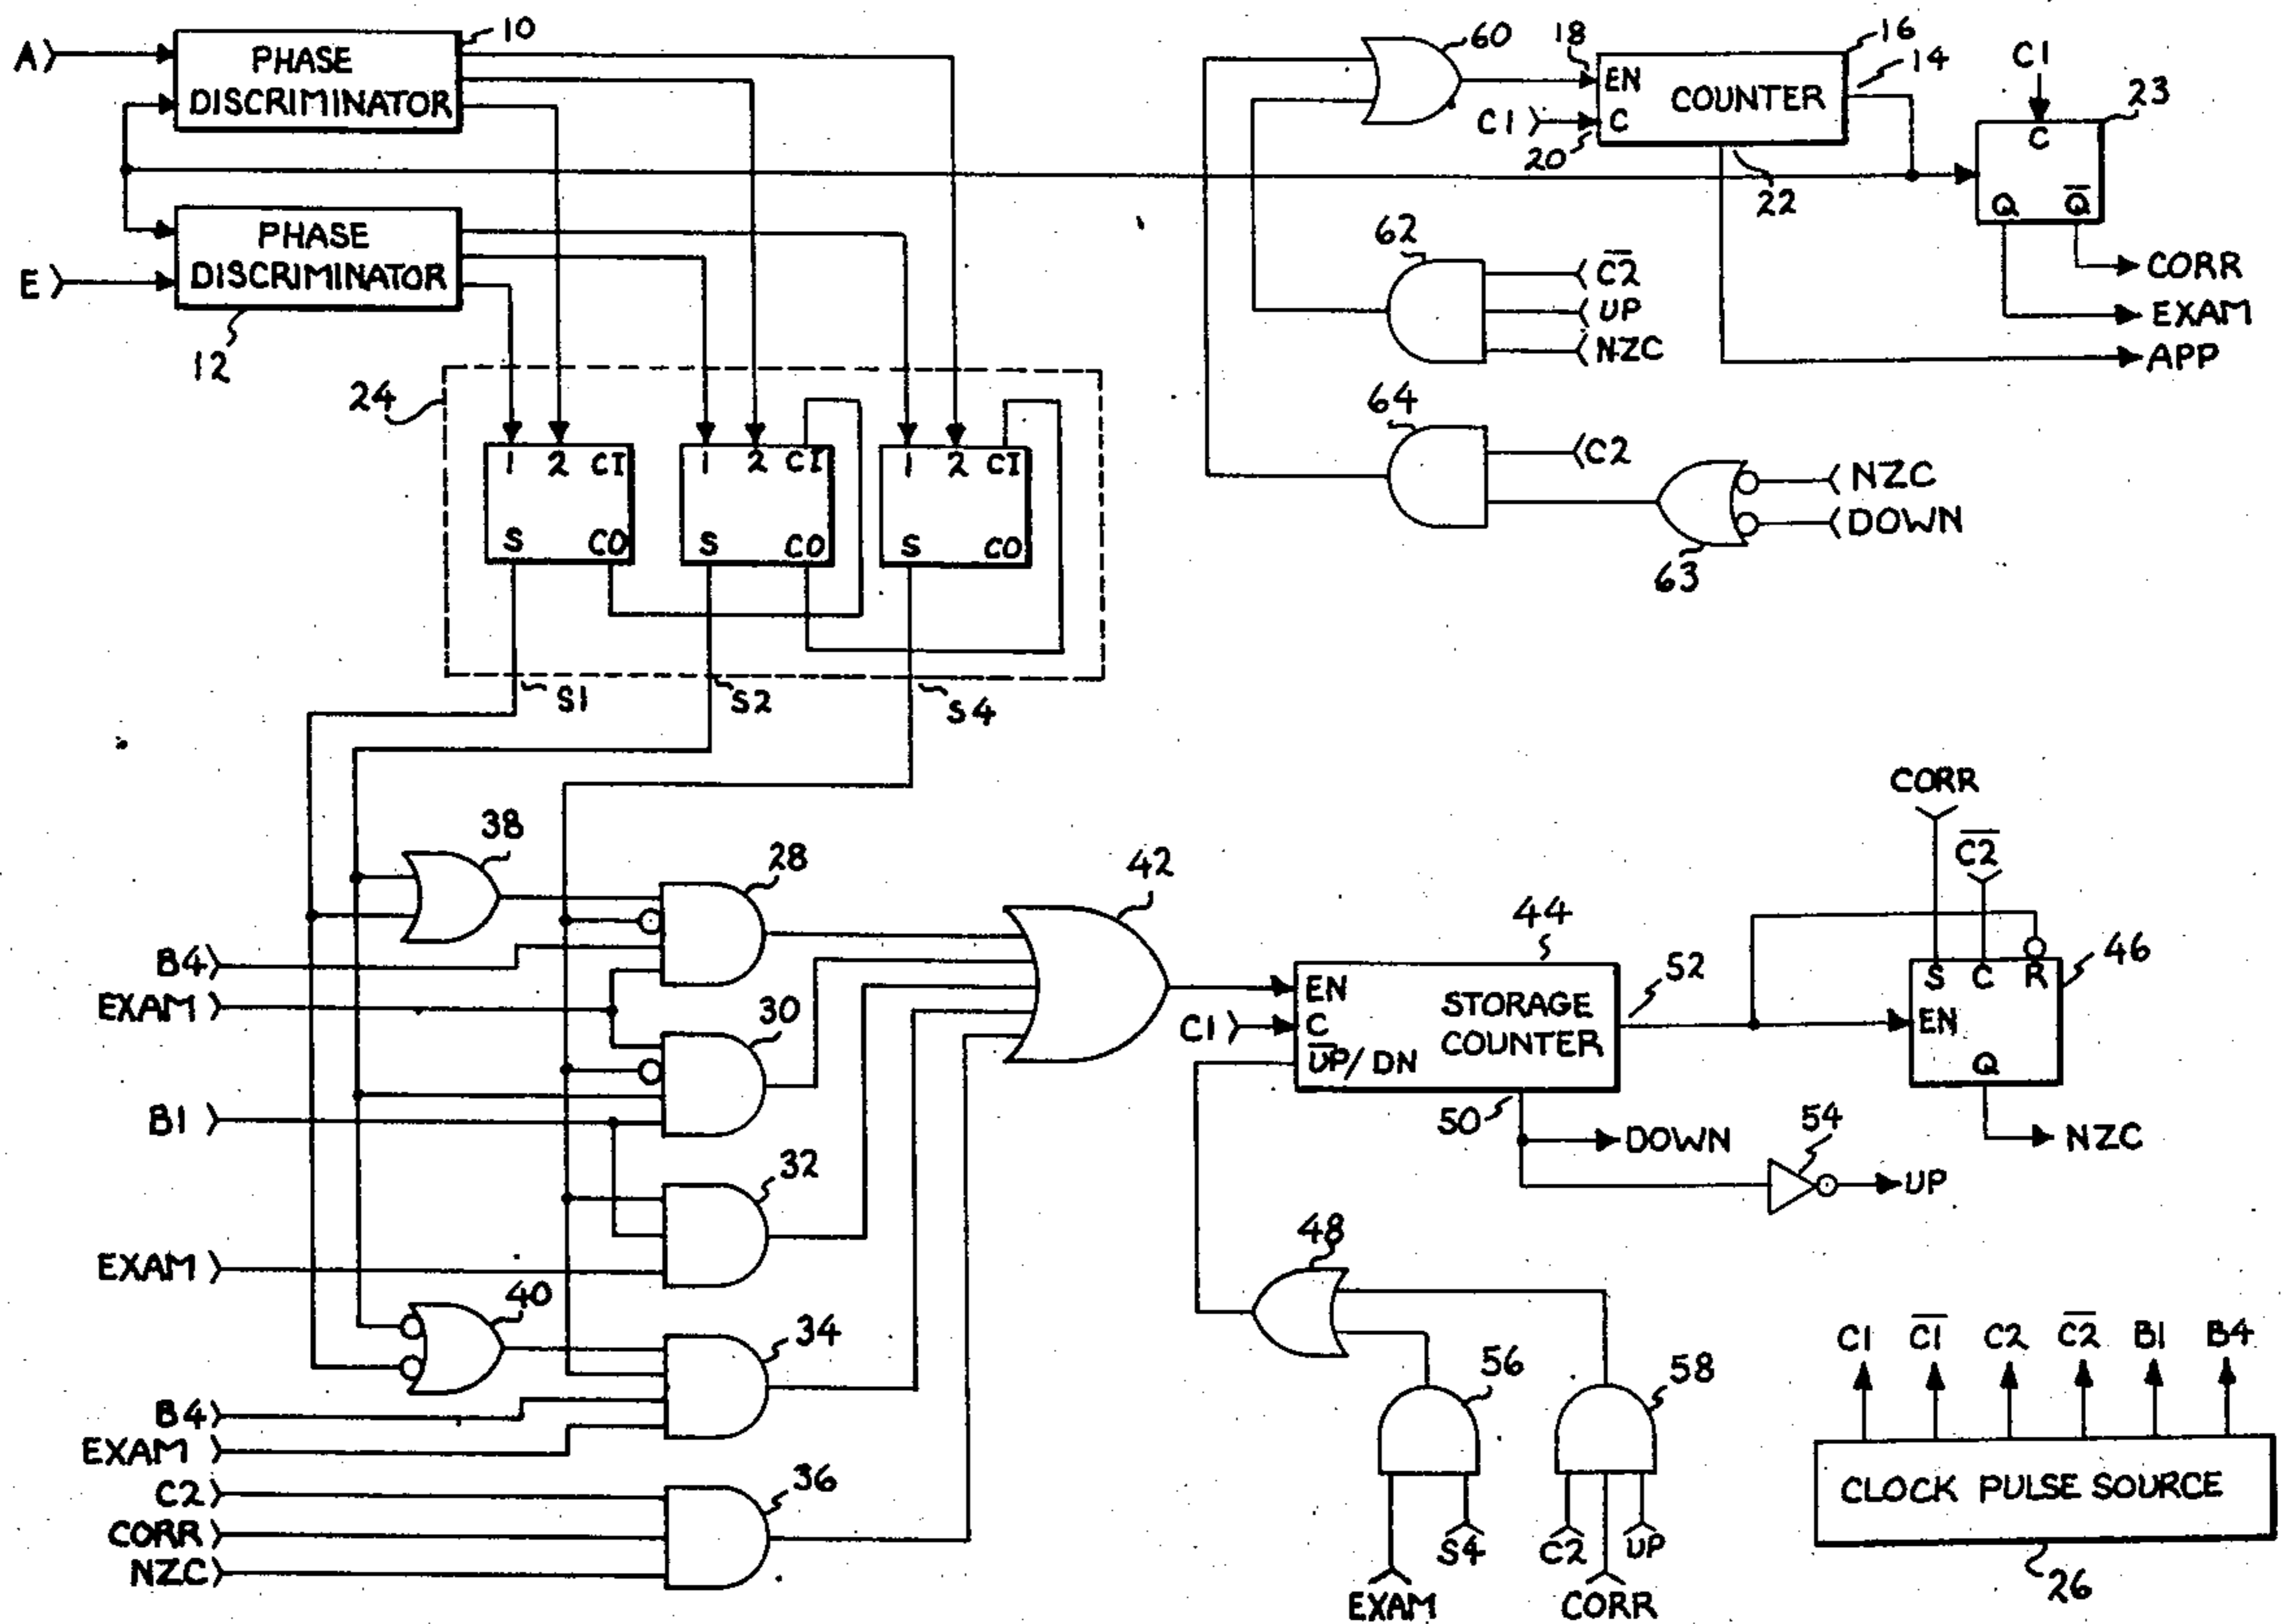 A
PHASE
DISCRIMINATOR
10
E
PHASE
DISCRIMINATOR
12
60
18
EN
COUNTER
16
14
C1
C
20
22
C1
C
23
Q
Q̅
CORR
EXAM
APP
62
C̅2̅
UP
NZC
64
C2
NZC
DOWN
63
24
1 2 CI
S CO
1 2 CI
S CO
1 2 CI
S CO
S1
S2
S4
38
28
B4
EXAM
30
B1
32
EXAM
40
34
B4
EXAM
C2
CORR
NZC
36
42
44
EN
C1
C
U̅P̅/DN
STORAGE
COUNTER
52
50
DOWN
54
UP
CORR
C̅2̅
S C R
46
EN
Q
NZC
48
56
58
EXAM
S4
C2
CORR
UP
C1 C̅1̅ C2 C̅2̅ B1 B4
CLOCK PULSE SOURCE
26